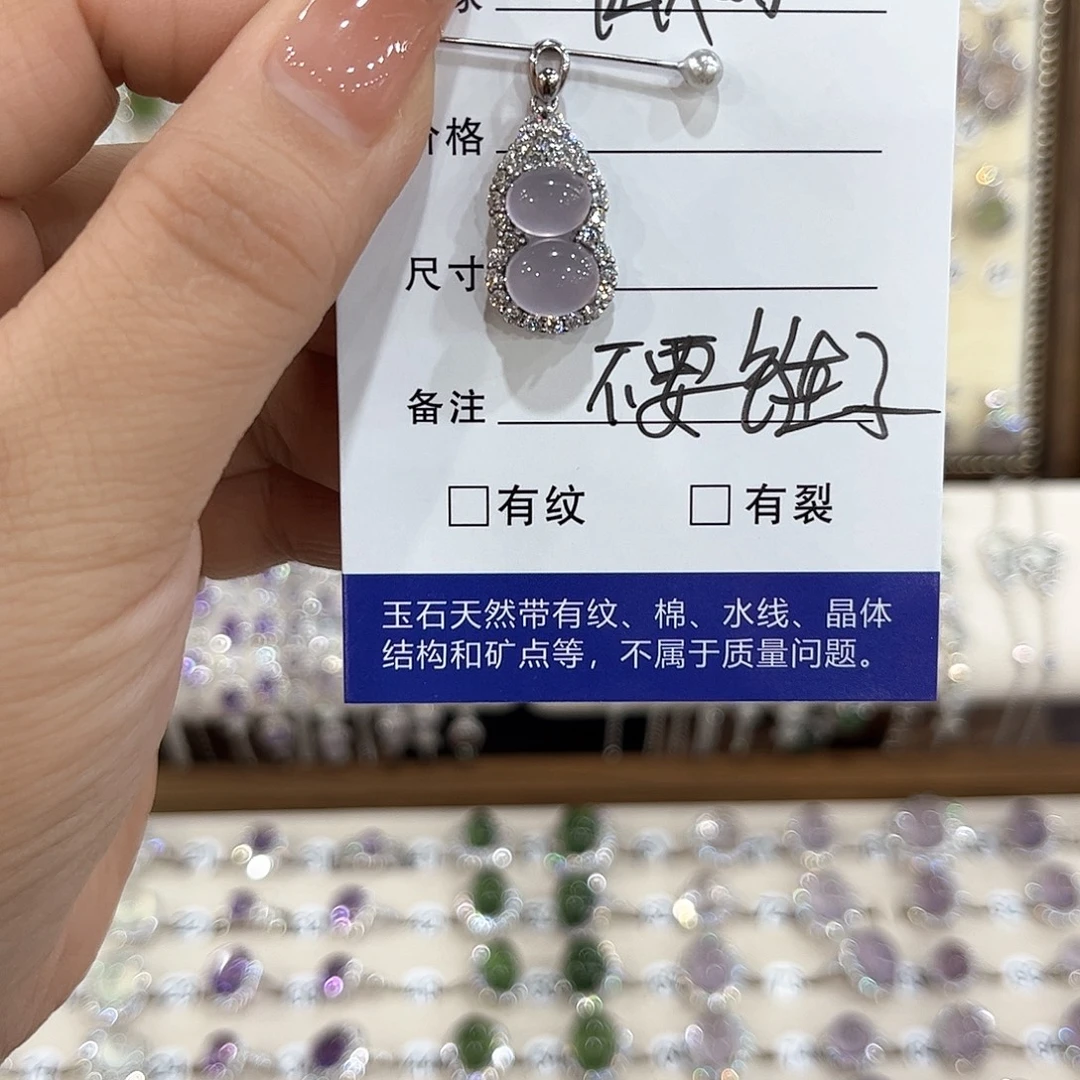 价格
尺寸
备注 不要链子
□有纹 □有裂
玉石天然带有纹、棉、水线、晶体
结构和矿点等，不属于质量问题。